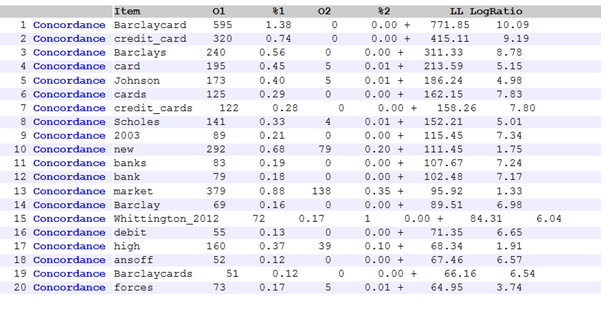 Item O1 %1 O2 %2 LL LogRatio
1 Concordance Barclaycard 595 1.38 0 0.00 + 771.85 10.09
2 Concordance credit_card 320 0.74 0 0.00 + 415.11 9.19
3 Concordance Barclays 240 0.56 0 0.00 + 311.33 8.78
4 Concordance card 195 0.45 5 0.01 + 213.59 5.15
5 Concordance Johnson 173 0.40 5 0.01 + 186.24 4.98
6 Concordance cards 125 0.29 0 0.00 + 162.15 7.83
7 Concordance credit_cards 122 0.28 0 0.00 + 158.26 7.80
8 Concordance Scholes 141 0.33 4 0.01 + 152.21 5.01
9 Concordance 2003 89 0.21 0 0.00 + 115.45 7.34
10 Concordance new 292 0.68 79 0.20 + 111.45 1.75
11 Concordance banks 83 0.19 0 0.00 + 107.67 7.24
12 Concordance bank 79 0.18 0 0.00 + 102.48 7.17
13 Concordance market 379 0.88 138 0.35 + 95.92 1.33
14 Concordance Barclay 69 0.16 0 0.00 + 89.51 6.98
15 Concordance Whittington_2012 72 0.17 1 0.00 + 84.31 6.04
16 Concordance debit 55 0.13 0 0.00 + 71.35 6.65
17 Concordance high 160 0.37 39 0.10 + 68.34 1.91
18 Concordance ansoff 52 0.12 0 0.00 + 67.46 6.57
19 Concordance Barclaycards 51 0.12 0 0.00 + 66.16 6.54
20 Concordance forces 73 0.17 5 0.01 + 64.95 3.74